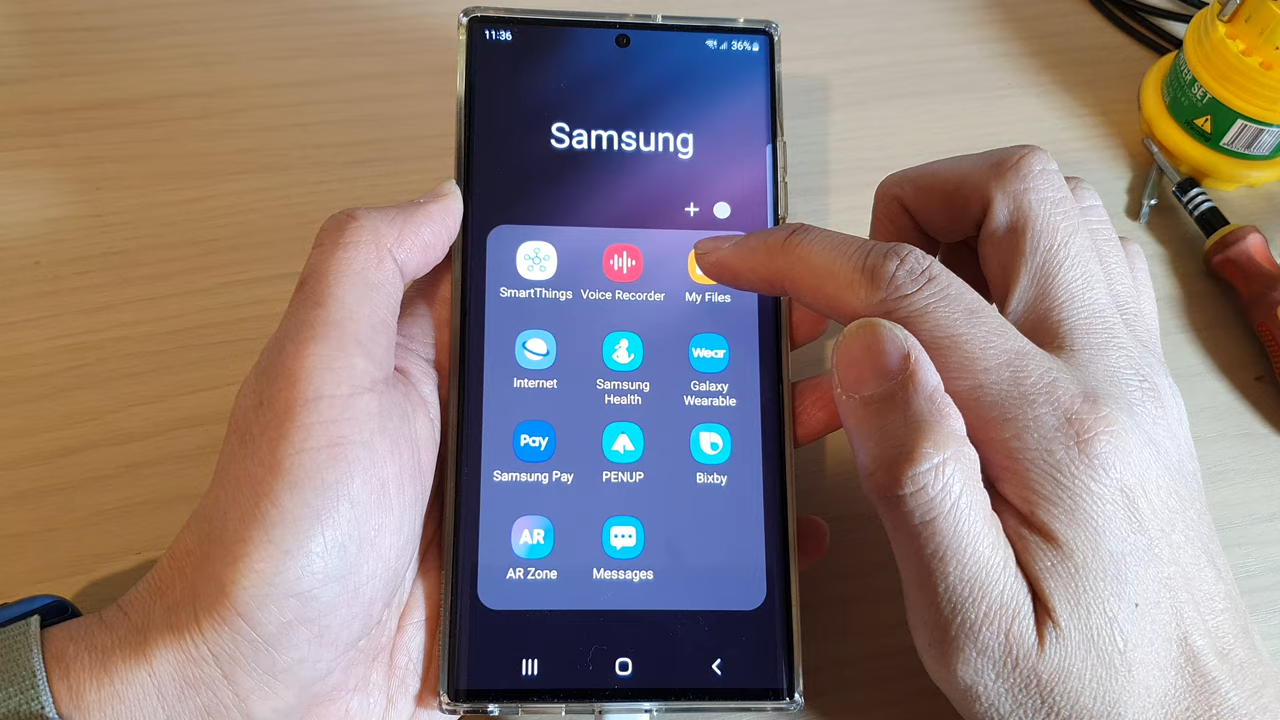 11:36
36%
Samsung
+
SmartThings
Voice Recorder
My Files
Internet
Samsung
Health
Wear
Galaxy
Wearable
Pay
Samsung Pay
PENUP
Bixby
AR
AR Zone
Messages